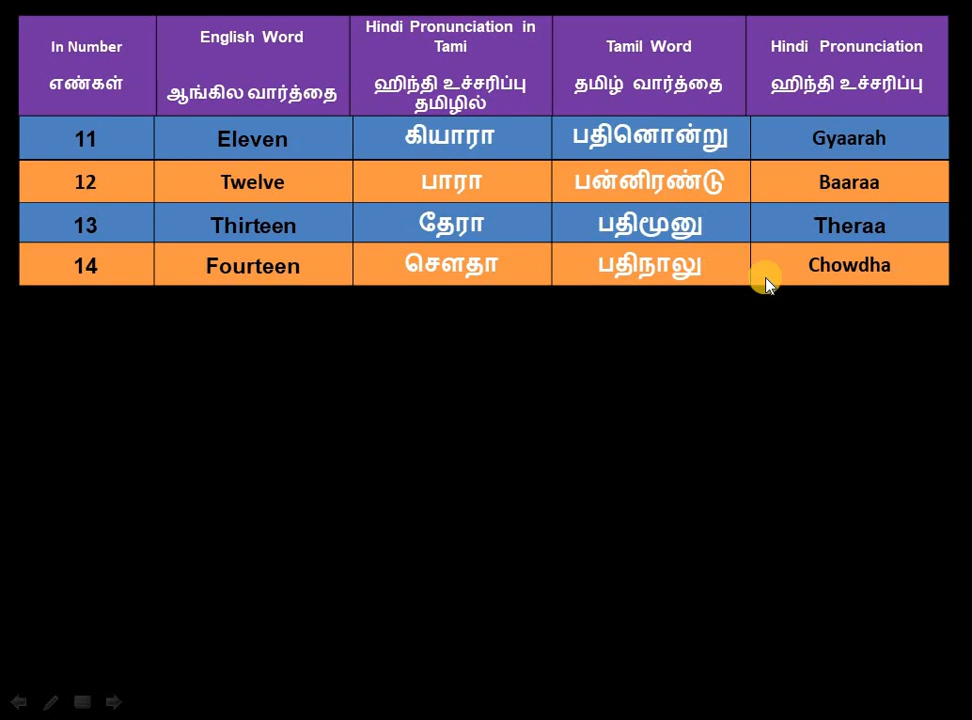 In Number
எண்கள்
English Word
ஆங்கில வார்த்தை
Hindi Pronunciation in
Tami
ஹிந்தி உச்சரிப்பு
தமிழில்
Tamil Word
தமிழ் வார்த்தை
Hindi Pronunciation
ஹிந்தி உச்சரிப்பு
11 Eleven கியாரா பதினொன்று Gyaarah
12 Twelve பாரா பன்னிரண்டு Baaraa
13 Thirteen தேரா பதிமூனு Theraa
14 Fourteen சௌதா பதிநாலு Chowdha